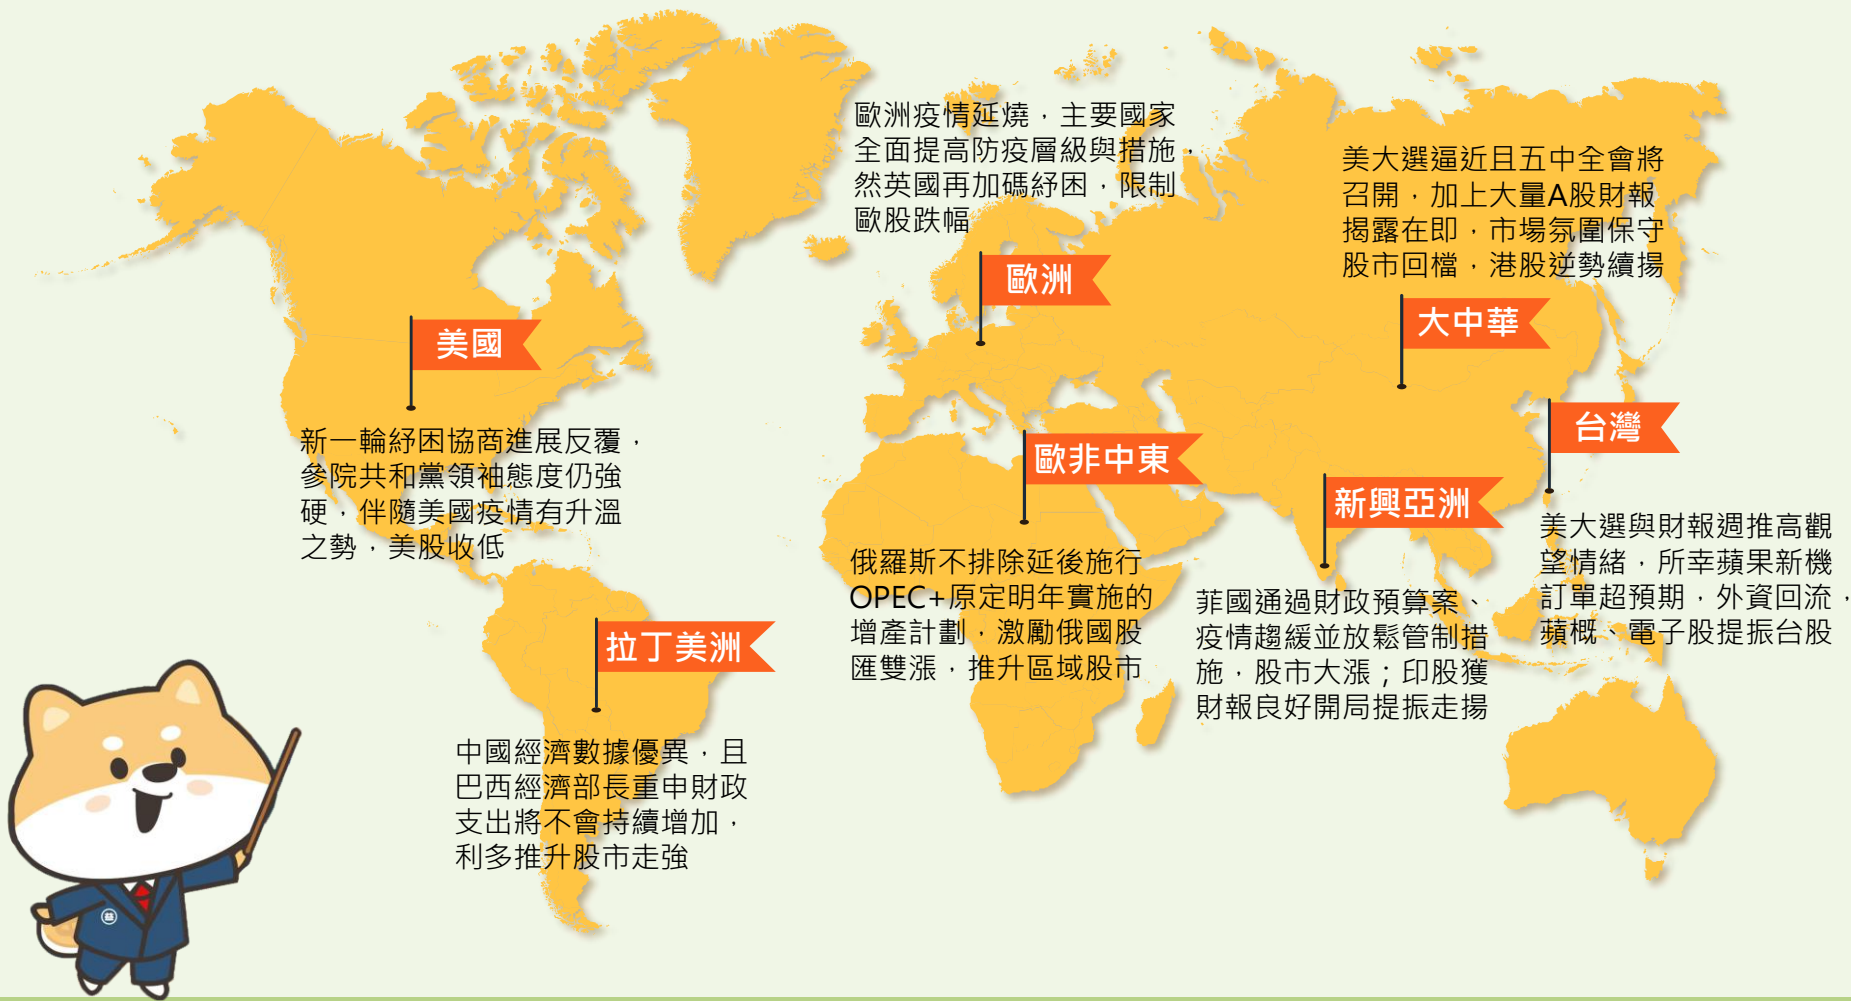 歐洲疫情延燒，主要國家
全面提高防疫層級與措施，
然英國再加碼紓困，限制
歐股跌幅
歐洲
美大選逼近且五中全會將
召開，加上大量A股財報
揭露在即，市場氛圍保守
股市回檔，港股逆勢續揚
大中華
美國
新一輪紓困協商進展反覆，
參院共和黨領袖態度仍強
硬，伴隨美國疫情有升溫
之勢，美股收低
台灣
美大選與財報週推高觀
望情緒，所幸蘋果新機
訂單超預期，外資回流，
蘋概、電子股提振台股
歐非中東
俄羅斯不排除延後施行
OPEC+原定明年實施的
增產計劃，激勵俄國股
匯雙漲，推升區域股市
新興亞洲
菲國通過財政預算案、
疫情趨緩並放鬆管制措
施，股市大漲；印股獲
財報良好開局提振走揚
拉丁美洲
中國經濟數據優異，且
巴西經濟部長重申財政
支出將不會持續增加，
利多推升股市走強